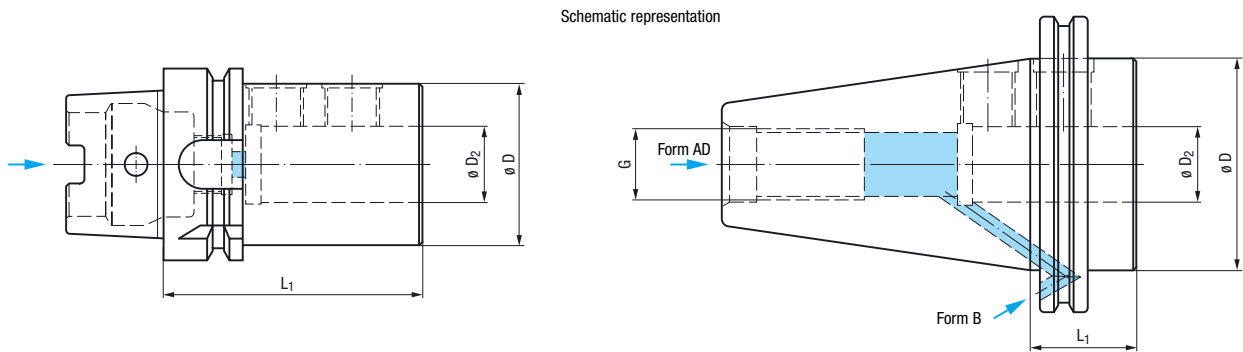 Schematic representation
ø D₂
ø D
L₁
G
Form AD
ø D₂
ø D
Form B
L₁